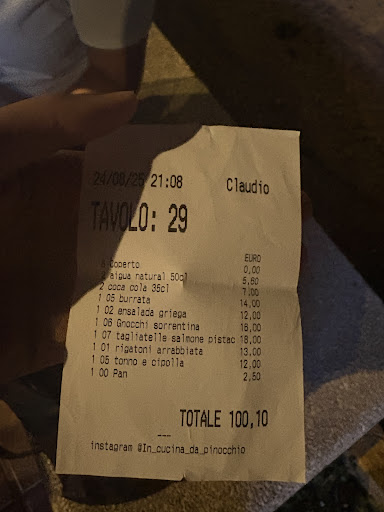 24/08/25 21:08 Claudio
TAVOLO: 29
EURO
Coperto 0,00
aigua natural 50cl 5,60
2 coca cola 35cl 7,00
1 05 burrata 14,00
1 02 ensalada griega 12,00
1 06 Gnocchi sorrentina 16,00
1 07 tagliatelle salmone pistac 18,00
1 01 rigatoni arrabbiata 13,00
1 05 tonno e cipolla 12,00
1 00 Pan 2,50
TOTALE 100,10
---
instagram @In_cucina_da_pinocchio